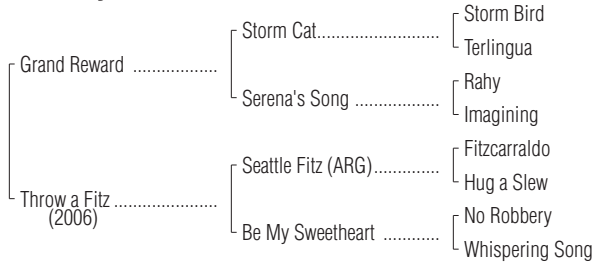 Storm Bird
Storm Cat..............................
Terlingua
Grand Reward ..................
Rahy
Serena's Song ..................
Imagining
Fitzcarraldo
Seattle Fitz (ARG)..............
Hug a Slew
Throw a Fitz ......................
(2006)
No Robbery
Be My Sweetheart ............
Whispering Song